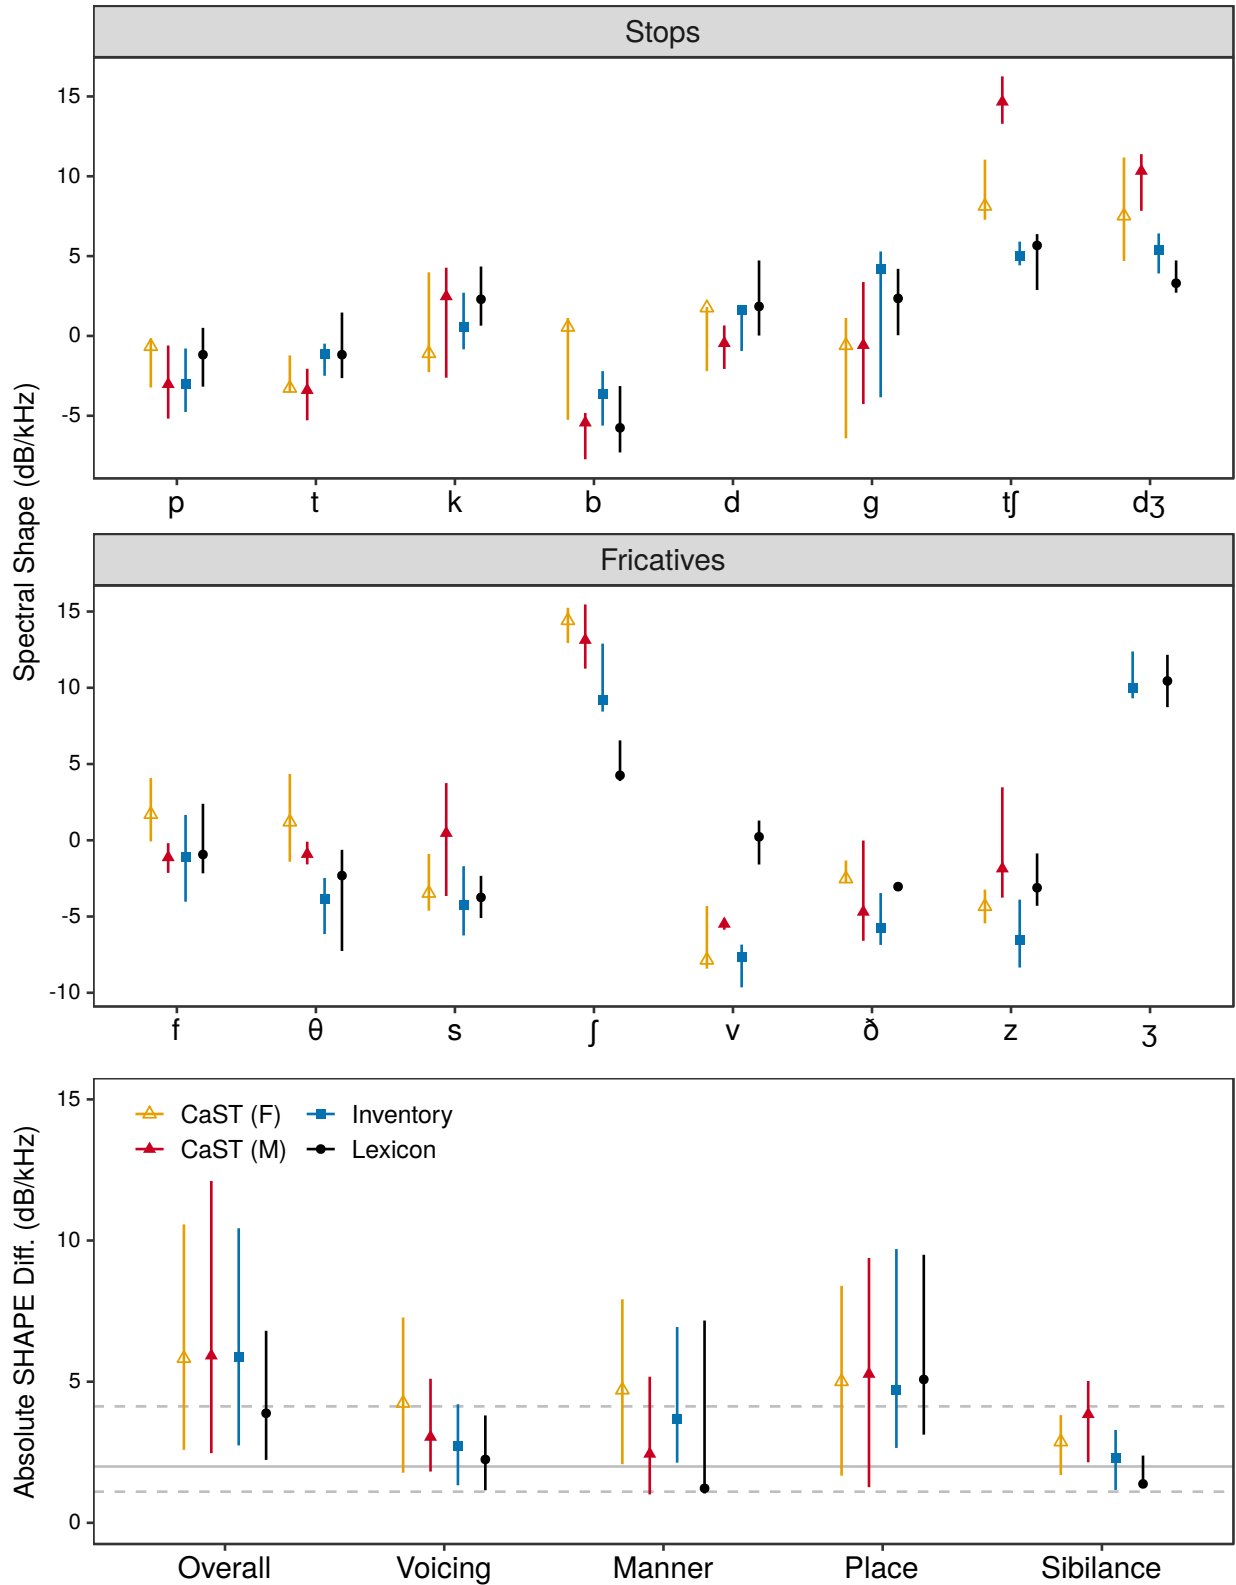 Stops
Spectral Shape (dB/kHz)
15
10
5
0
-5
p t k b d g tʃ dʒ
Fricatives
15
10
5
0
-5
-10
f θ s ʃ v ð z ʒ
Absolute SHAPE Diff. (dB/kHz)
15
10
5
0
CaST (F) Inventory
CaST (M) Lexicon
Overall Voicing Manner Place Sibilance